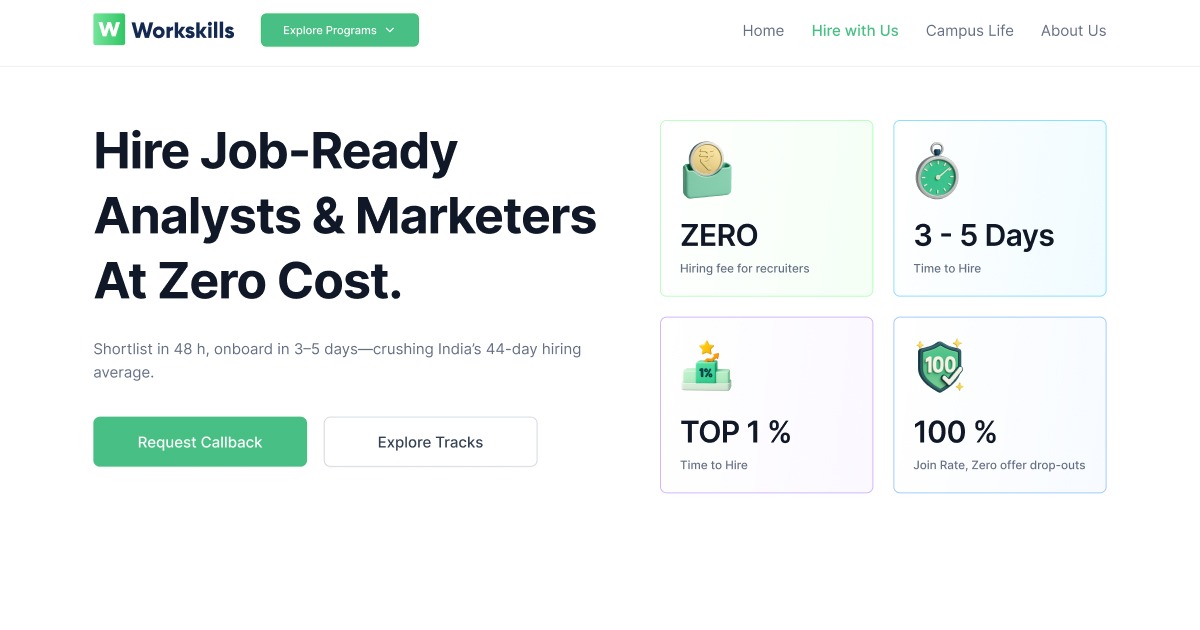 W Workskills
Explore Programs
Home
Hire with Us
Campus Life
About Us
Hire Job-Ready
Analysts & Marketers
At Zero Cost.
Shortlist in 48 h, onboard in 3–5 days—crushing India’s 44-day hiring
average.
Request Callback
Explore Tracks
₹
ZERO
Hiring fee for recruiters
3 - 5 Days
Time to Hire
1%
TOP 1 %
Time to Hire
100
100 %
Join Rate, Zero offer drop-outs